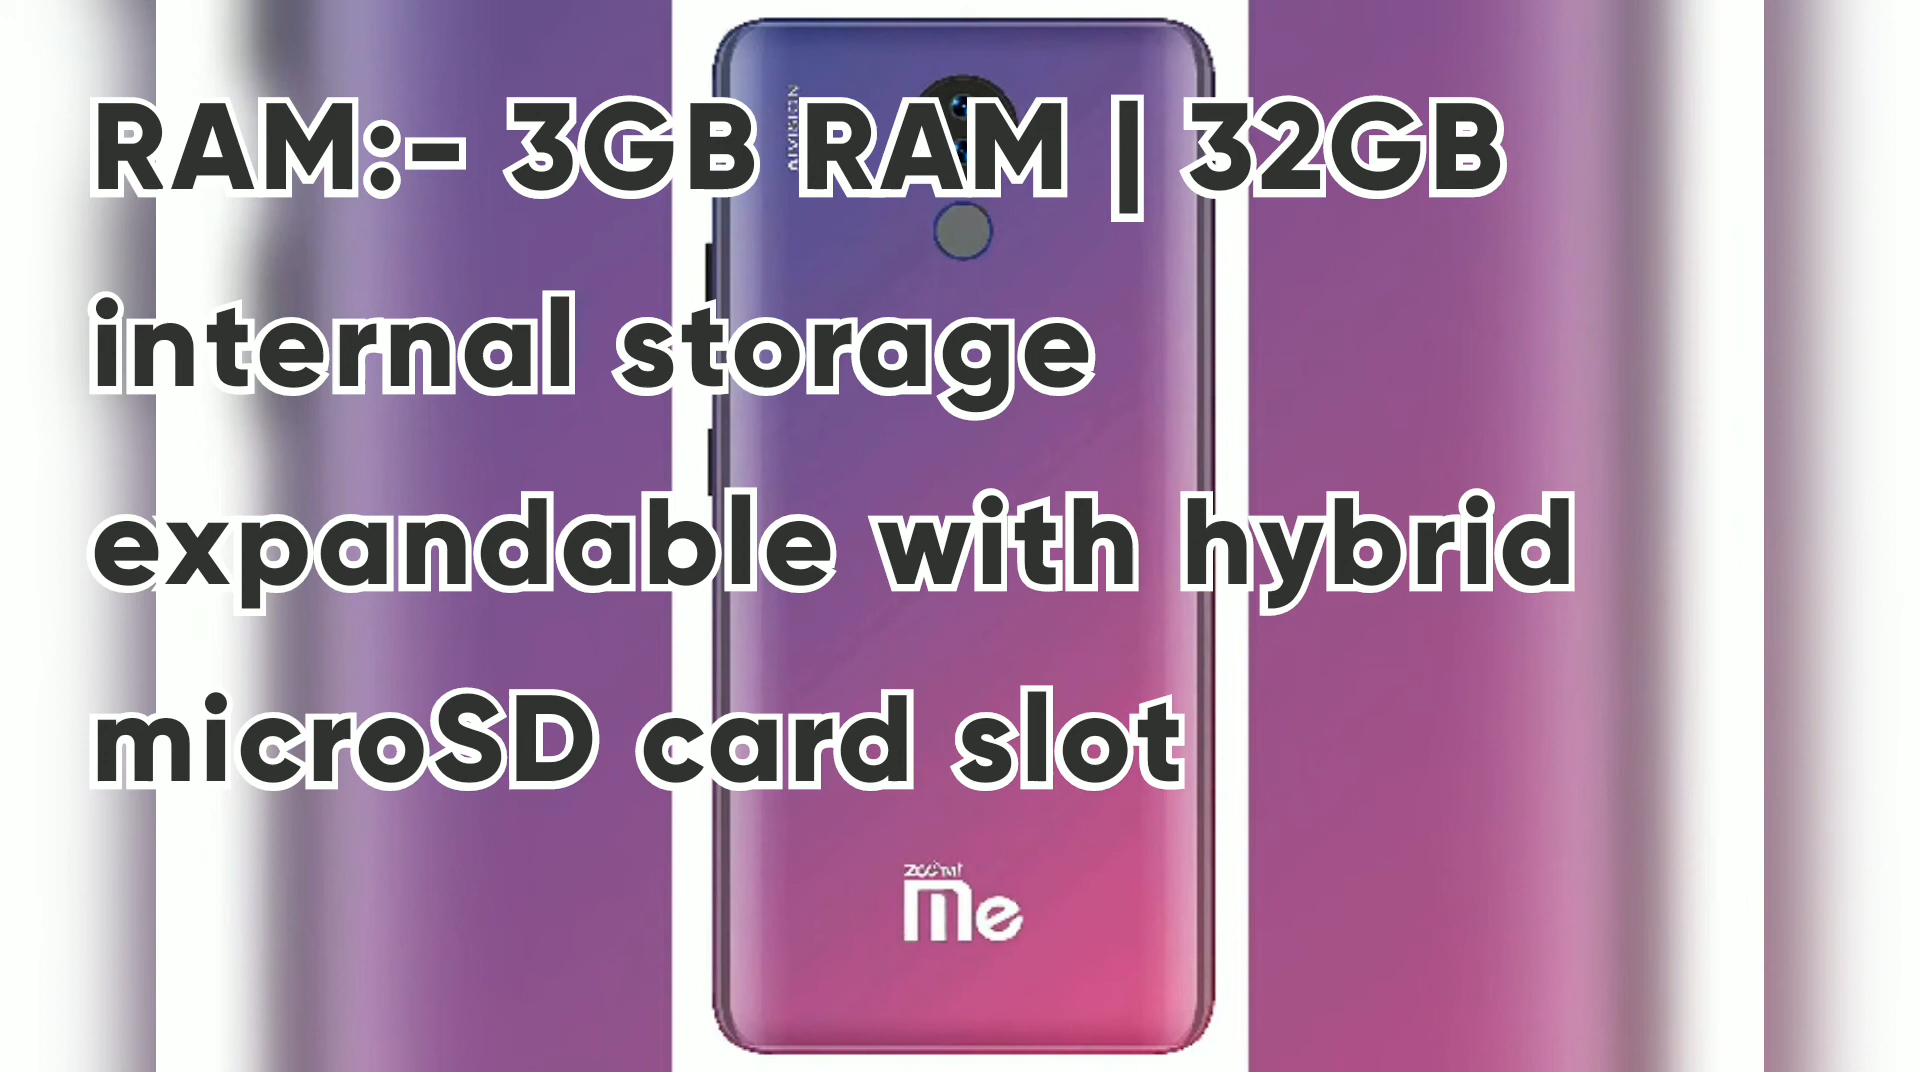 RAM:- 3GB RAM | 32GB
internal storage
expandable with hybrid
microSD card slot
Me